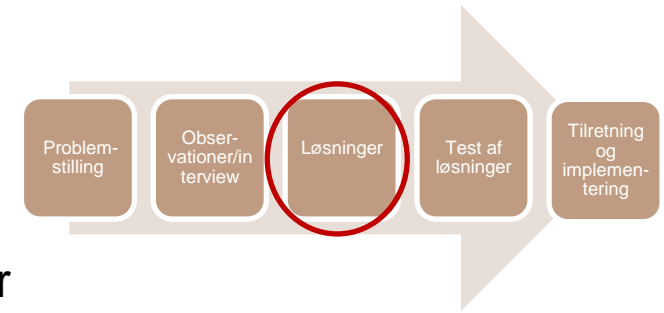 Problem-
stilling
Obser-
vationer/in
terview
Løsninger
Test af
løsninger
Tilretning
og
implemen-
tering
r